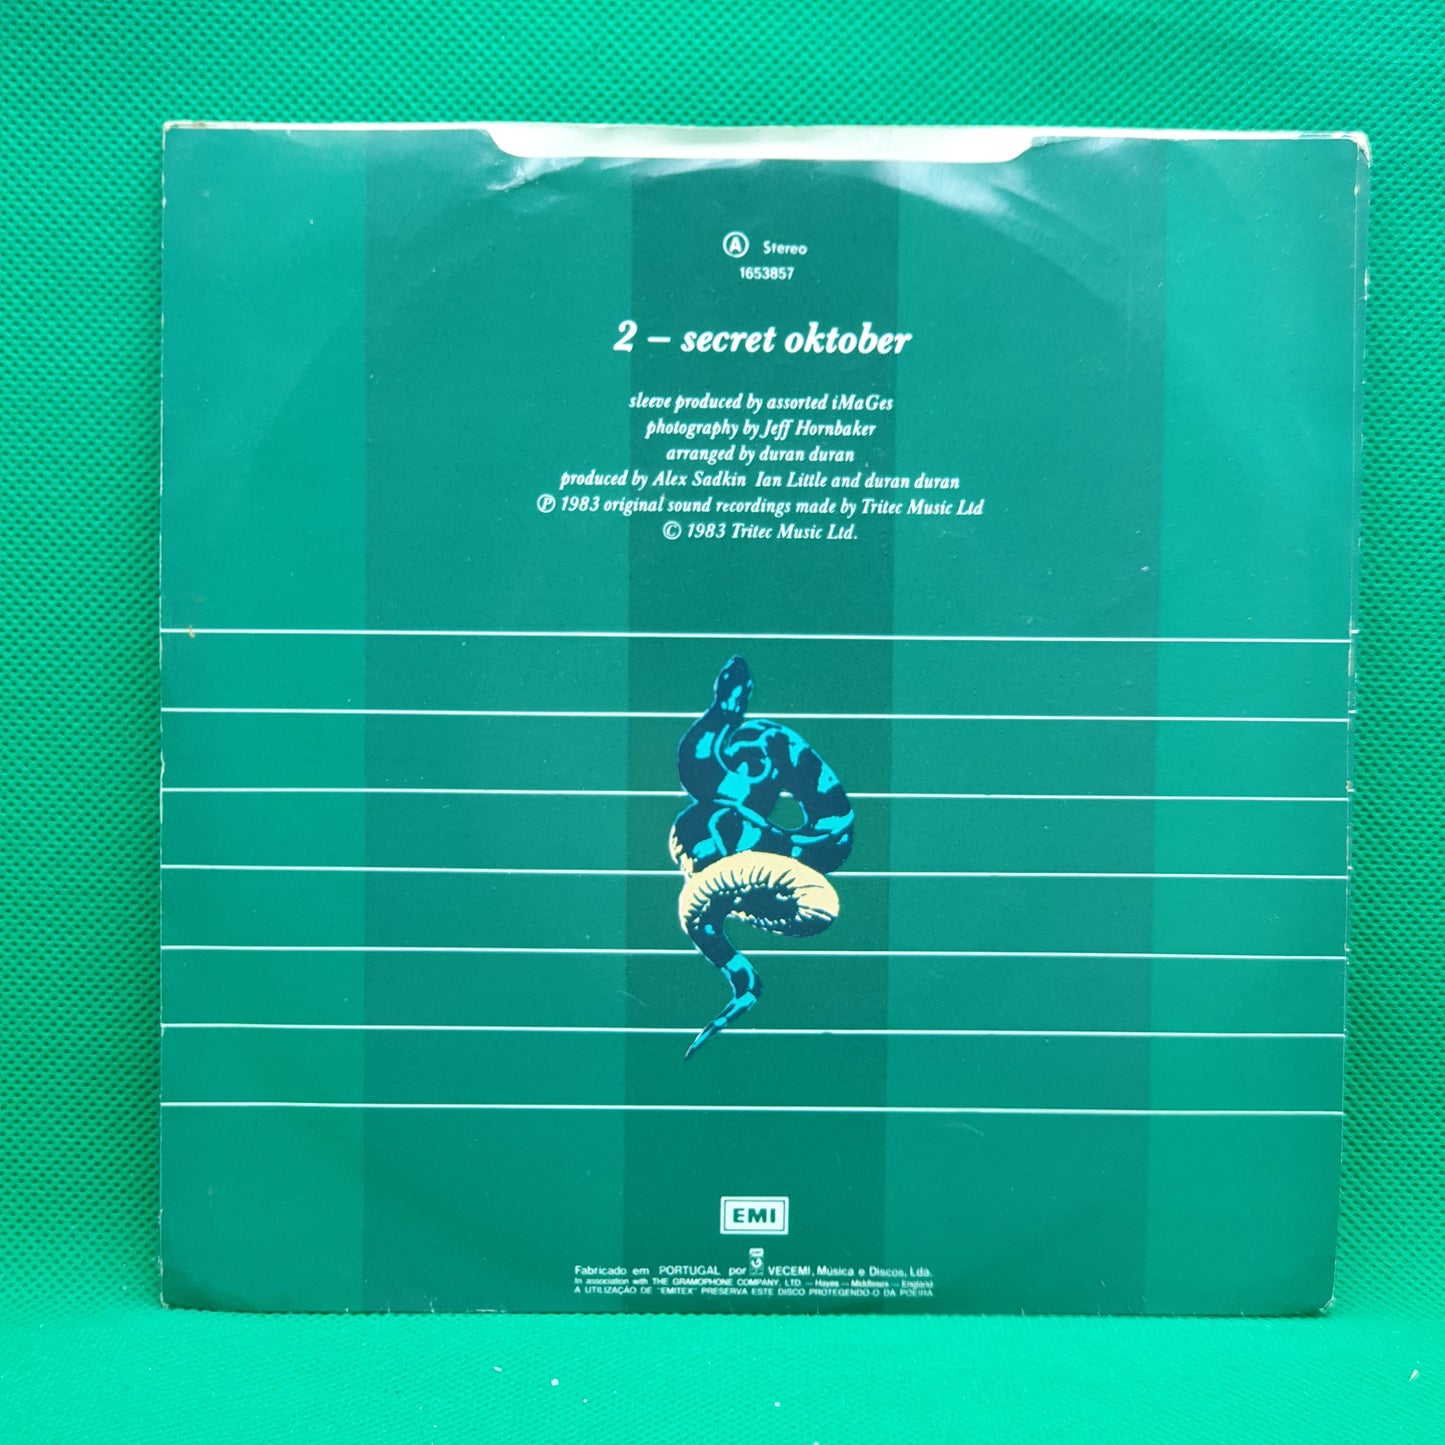 A Stereo
1653857
2 – secret oktober
sleeve produced by assorted iMaGes
photography by Jeff Hornbaker
arranged by duran duran
produced by Alex Sadkin Ian Little and duran duran
℗ 1983 original sound recordings made by Tritec Music Ltd
© 1983 Tritec Music Ltd.
EMI
Fabricado em PORTUGAL por VECEMI, Música e Discos, Lda.
In association with THE GRAMOPHONE COMPANY, LTD. – Hayes – Middlesex – England
A UTILIZAÇÃO DE "EMITEX" PRESERVA ESTE DISCO PROTEGENDO-O DA POEIRA